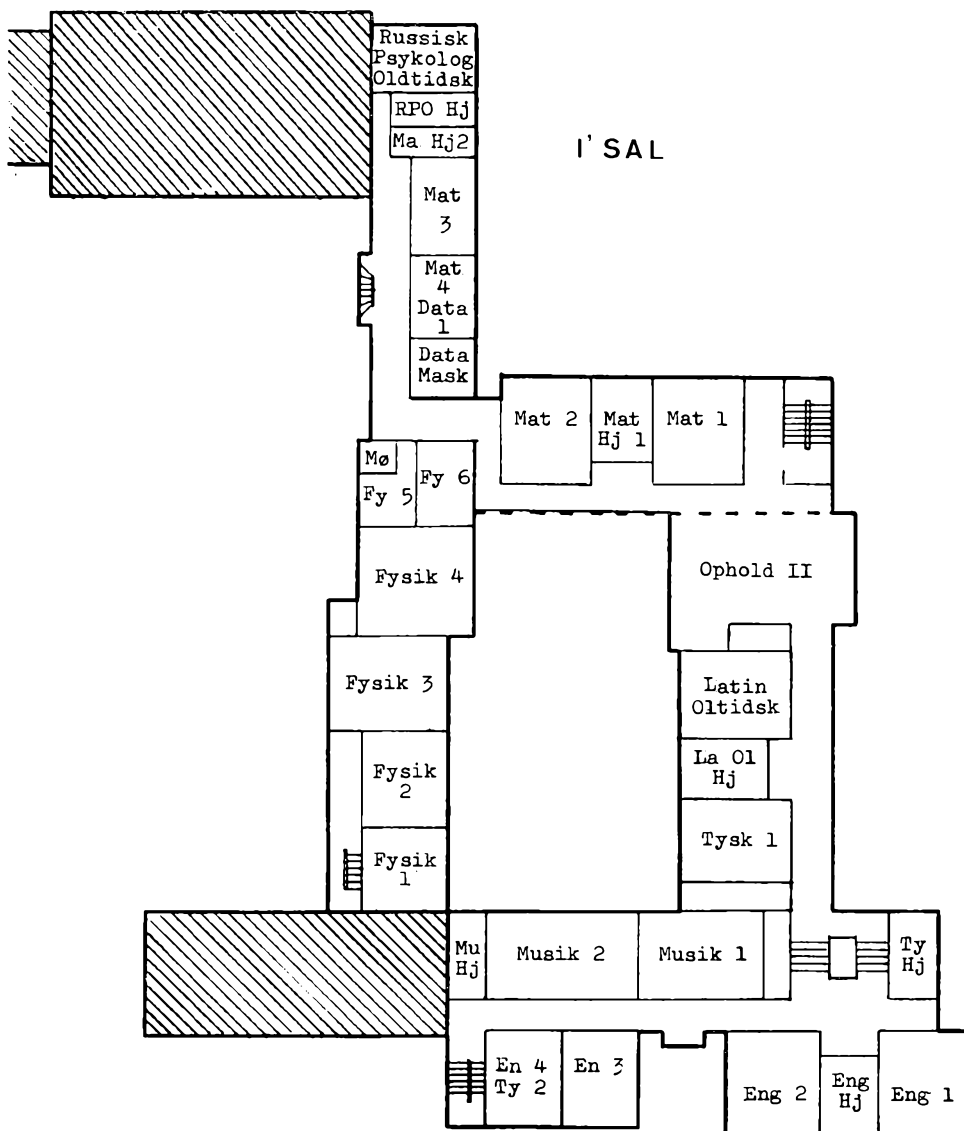 Russisk
Psykolog
Oldtidsk
RPO Hj
Ma Hj2
1' SAL
Mat
3
Mat
4
Data
1
Data
Mask
Mat 2
Mat
Hj 1
Mat 1
Mø
Fy 5
Fy 6
Fysik 4
Ophold II
Fysik 3
Latin
Oltidsk
La Ol
Hj
Fysik
2
Tysk 1
Fysik
1
Mu
Hj
Musik 2
Musik 1
Ty
Hj
En 4
Ty 2
En 3
Eng 2
Eng
Hj
Eng 1